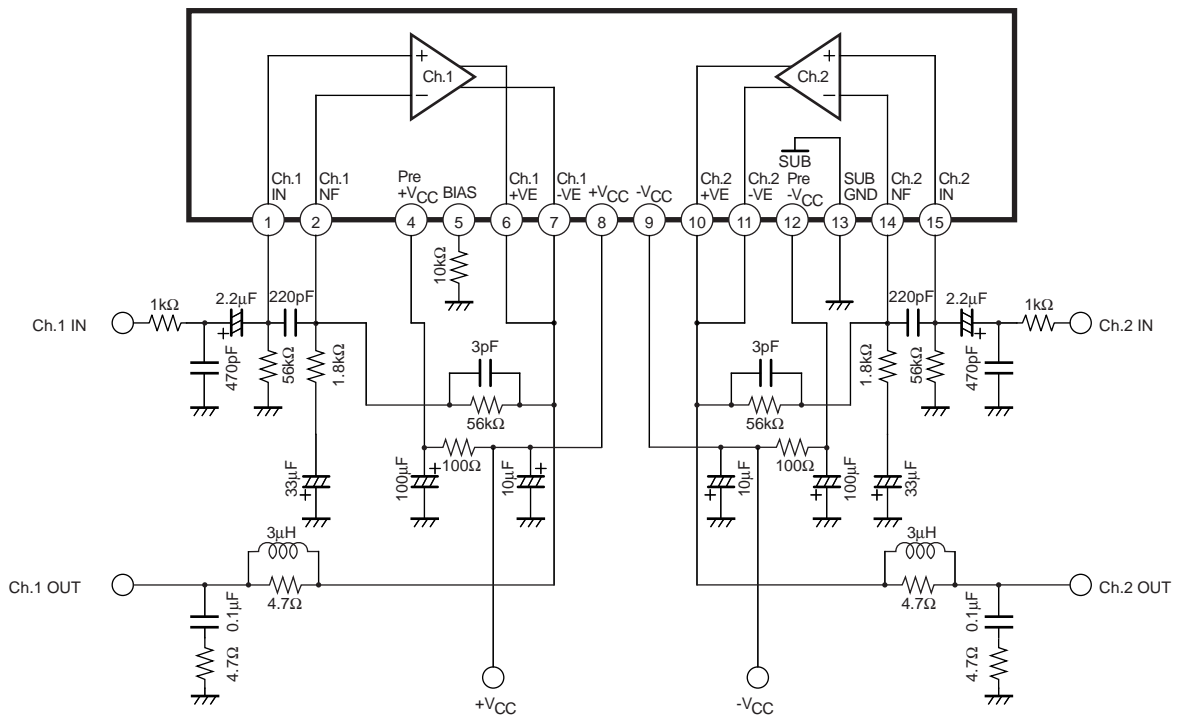 +
Ch.1
−
+
Ch.2
−
SUB
Ch.1 IN
Ch.1 NF
Pre +VCC
BIAS
Ch.1 +VE
Ch.1 -VE
+VCC
-VCC
Ch.2 +VE
Ch.2 -VE
Pre -VCC
SUB GND
Ch.2 NF
Ch.2 IN
1
2
4
5
6
7
8
9
10
11
12
13
14
15
10kΩ
Ch.1 IN
1kΩ
2.2μF
+
220pF
470pF
56kΩ
1.8kΩ
3pF
56kΩ
3pF
56kΩ
1.8kΩ
220pF
56kΩ
2.2μF
+
470pF
1kΩ
Ch.2 IN
33μF
+
100μF
+
100Ω
10μF
+
10μF
+
100Ω
100μF
+
33μF
+
3μH
3μH
Ch.1 OUT
4.7Ω
4.7Ω
Ch.2 OUT
0.1μF
4.7Ω
0.1μF
4.7Ω
+VCC
-VCC